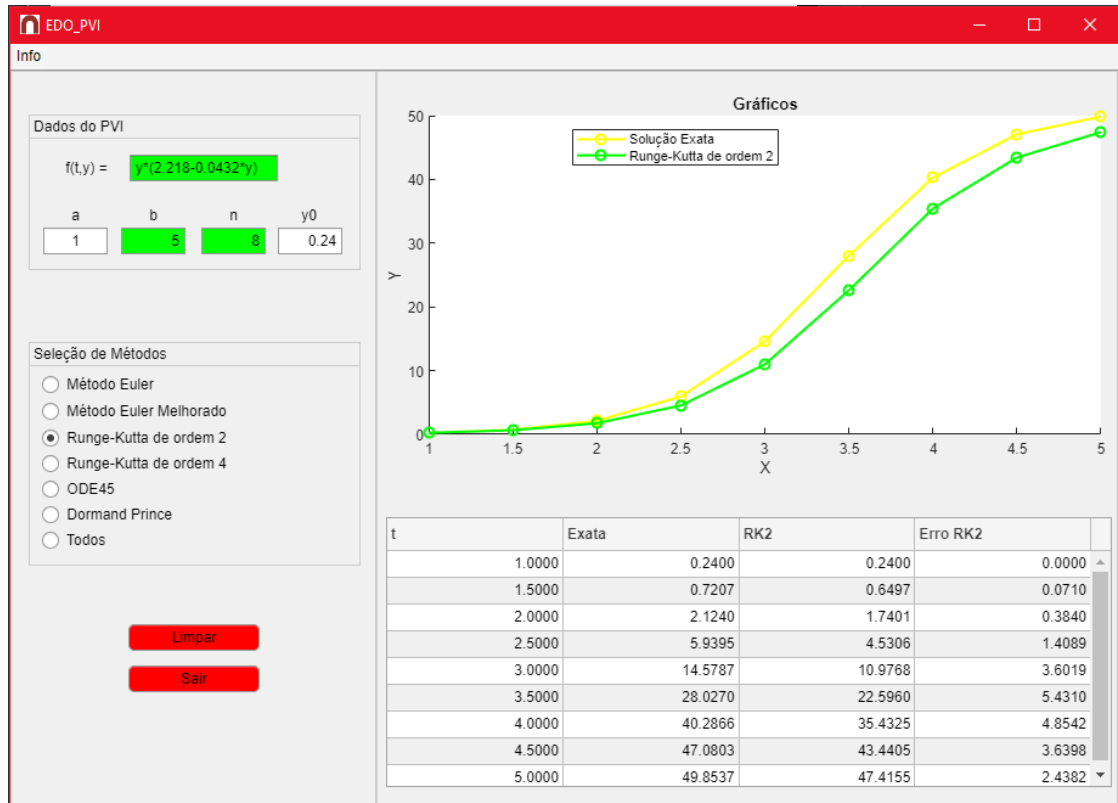 EDO_PVI
Info
Dados do PVI
f(t,y) = y*(2.218-0.0432*y)
a b n y0
1 5 8 0.24
Seleção de Métodos
Método Euler
Método Euler Melhorado
Runge-Kutta de ordem 2
Runge-Kutta de ordem 4
ODE45
Dormand Prince
Todos
Limpar
Sair
Gráficos
Solução Exata
Runge-Kutta de ordem 2
50
40
30
20
10
0
Y
1 1.5 2 2.5 3 3.5 4 4.5 5
X
t Exata RK2 Erro RK2
1.0000 0.2400 0.2400 0.0000
1.5000 0.7207 0.6497 0.0710
2.0000 2.1240 1.7401 0.3840
2.5000 5.9395 4.5306 1.4089
3.0000 14.5787 10.9768 3.6019
3.5000 28.0270 22.5960 5.4310
4.0000 40.2866 35.4325 4.8542
4.5000 47.0803 43.4405 3.6398
5.0000 49.8537 47.4155 2.4382